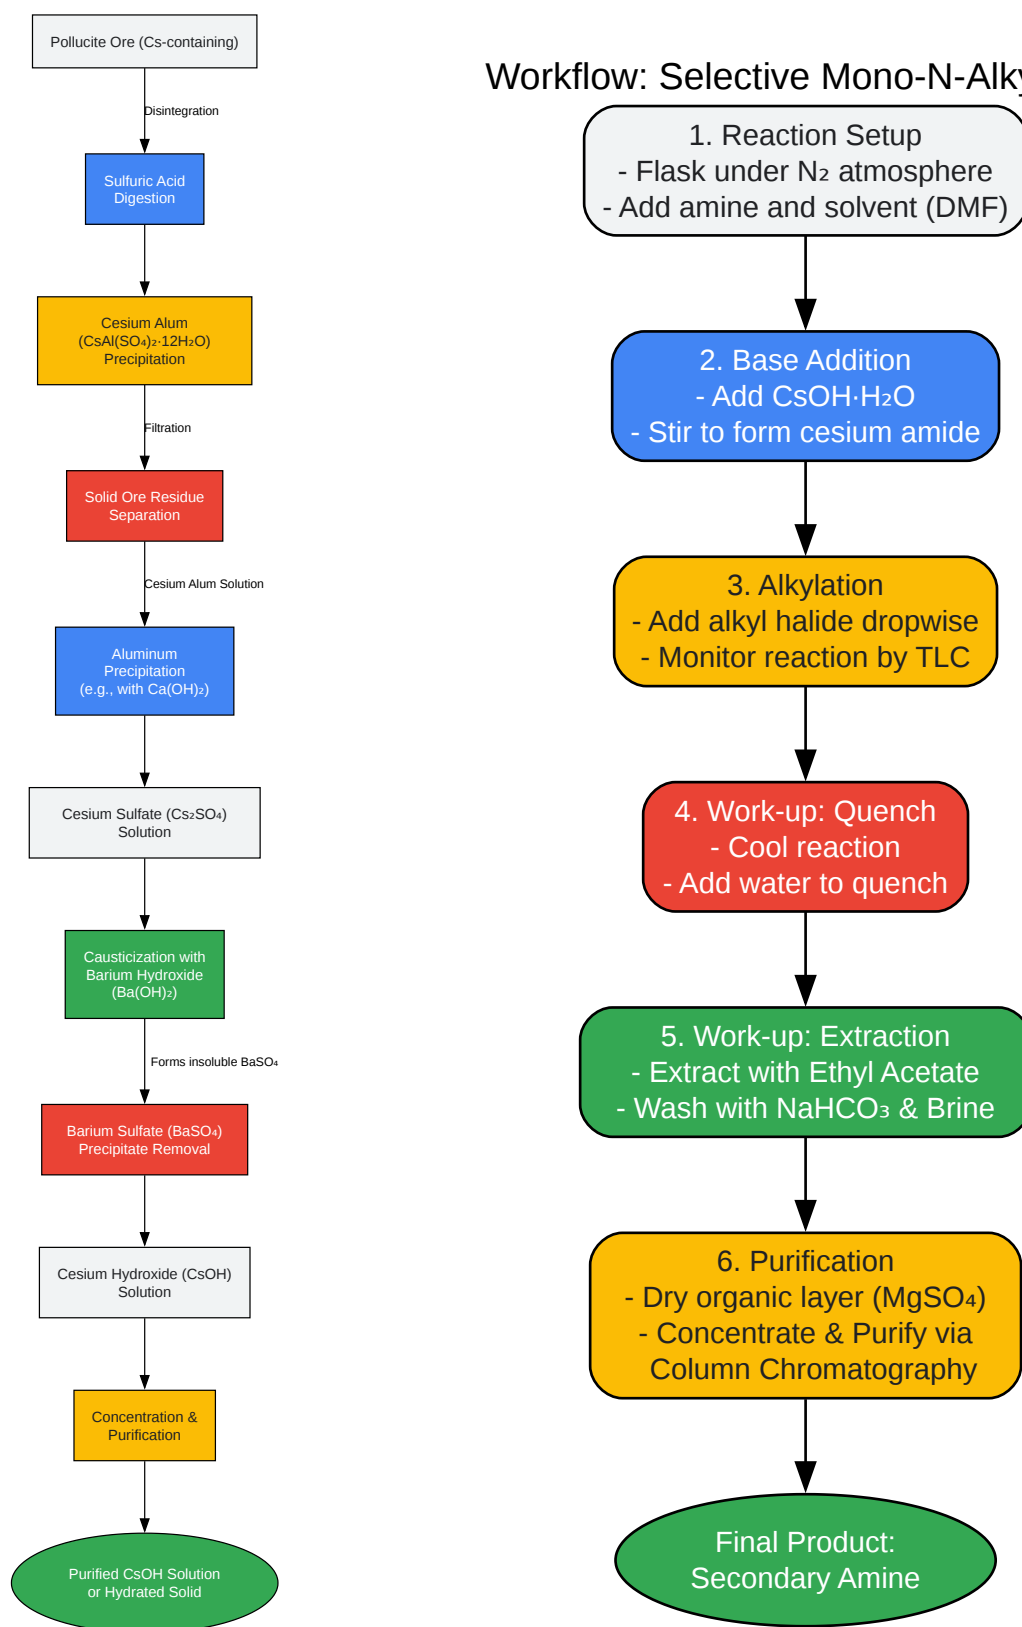 Pollucite Ore (Cs-containing)
Disintegration
Sulfuric Acid
Digestion
Cesium Alum
(CsAl(SO₄)₂·12H₂O)
Precipitation
Filtration
Solid Ore Residue
Separation
Cesium Alum Solution
Aluminum
Precipitation
(e.g., with Ca(OH)₂)
Cesium Sulfate (Cs₂SO₄)
Solution
Causticization with
Barium Hydroxide
(Ba(OH)₂)
Forms insoluble BaSO₄
Barium Sulfate (BaSO₄)
Precipitate Removal
Cesium Hydroxide (CsOH)
Solution
Concentration &
Purification
Purified CsOH Solution
or Hydrated Solid
Workflow: Selective Mono-N-Alky
1. Reaction Setup
- Flask under N₂ atmosphere
- Add amine and solvent (DMF)
2. Base Addition
- Add CsOH·H₂O
- Stir to form cesium amide
3. Alkylation
- Add alkyl halide dropwise
- Monitor reaction by TLC
4. Work-up: Quench
- Cool reaction
- Add water to quench
5. Work-up: Extraction
- Extract with Ethyl Acetate
- Wash with NaHCO₃ & Brine
6. Purification
- Dry organic layer (MgSO₄)
- Concentrate & Purify via
Column Chromatography
Final Product:
Secondary Amine